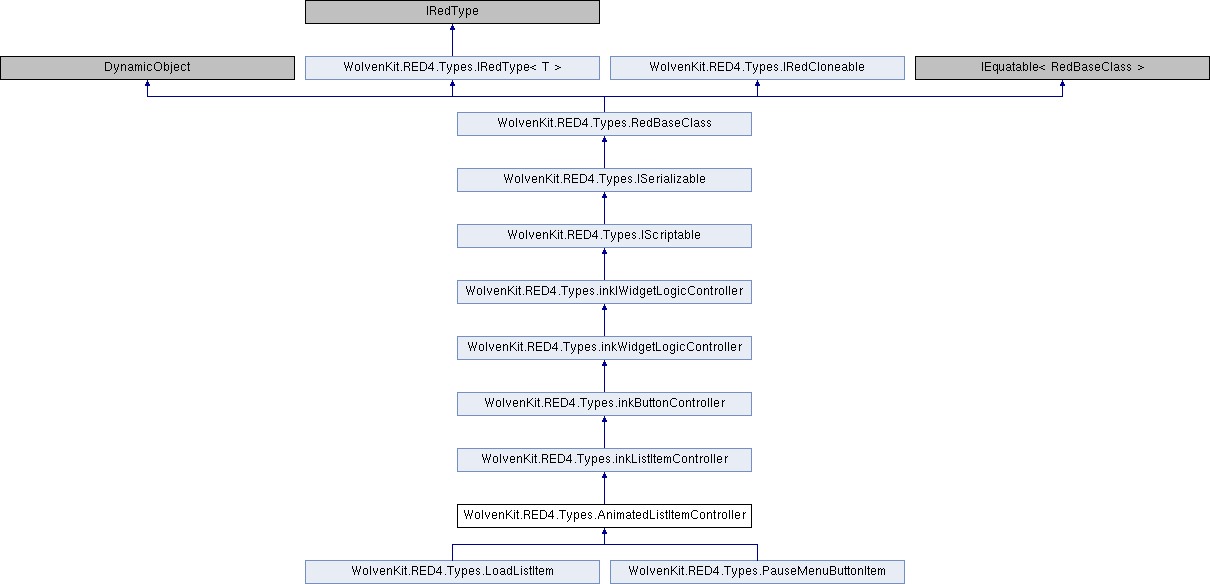 IRedType
DynamicObject
WolvenKit.RED4.Types.IRedType< T >
WolvenKit.RED4.Types.IRedCloneable
IEquatable< RedBaseClass >
WolvenKit.RED4.Types.RedBaseClass
WolvenKit.RED4.Types.ISerializable
WolvenKit.RED4.Types.IScriptable
WolvenKit.RED4.Types.inkIWidgetLogicController
WolvenKit.RED4.Types.inkWidgetLogicController
WolvenKit.RED4.Types.inkButtonController
WolvenKit.RED4.Types.inkListItemController
WolvenKit.RED4.Types.AnimatedListItemController
WolvenKit.RED4.Types.LoadListItem
WolvenKit.RED4.Types.PauseMenuButtonItem